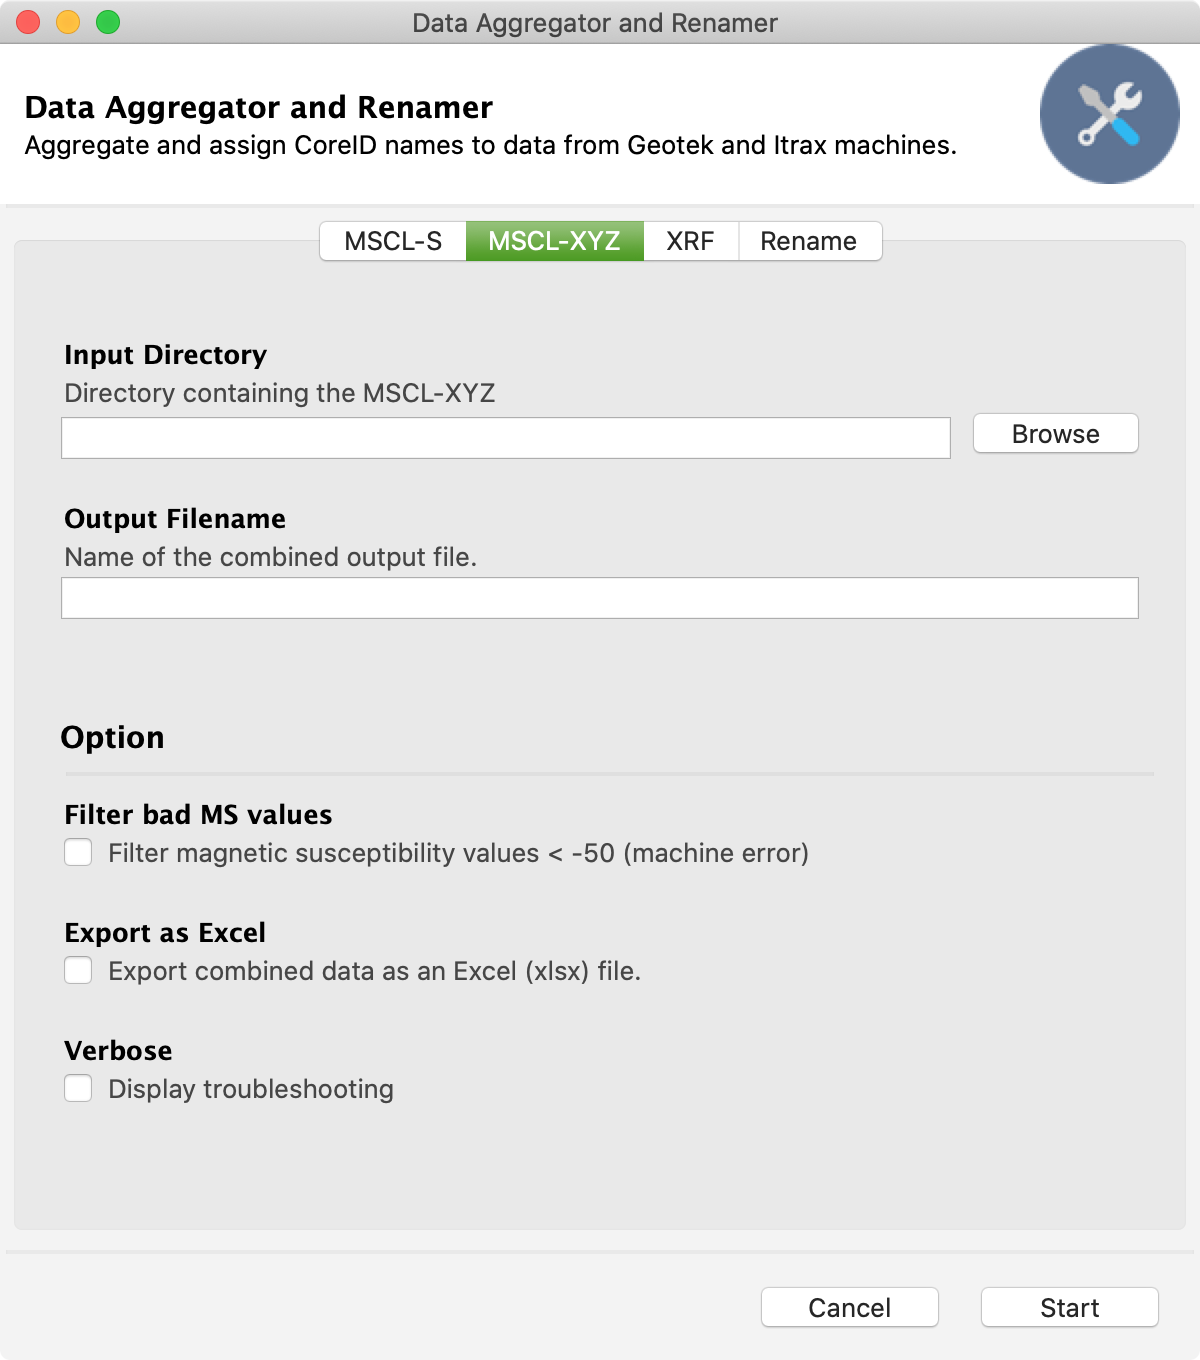 Data Aggregator and Renamer
Data Aggregator and Renamer
Aggregate and assign CoreID names to data from Geotek and Itrax machines.
MSCL-S MSCL-XYZ XRF Rename
Input Directory
Directory containing the MSCL-XYZ
Browse
Output Filename
Name of the combined output file.
Option
Filter bad MS values
Filter magnetic susceptibility values < -50 (machine error)
Export as Excel
Export combined data as an Excel (xlsx) file.
Verbose
Display troubleshooting
Cancel Start